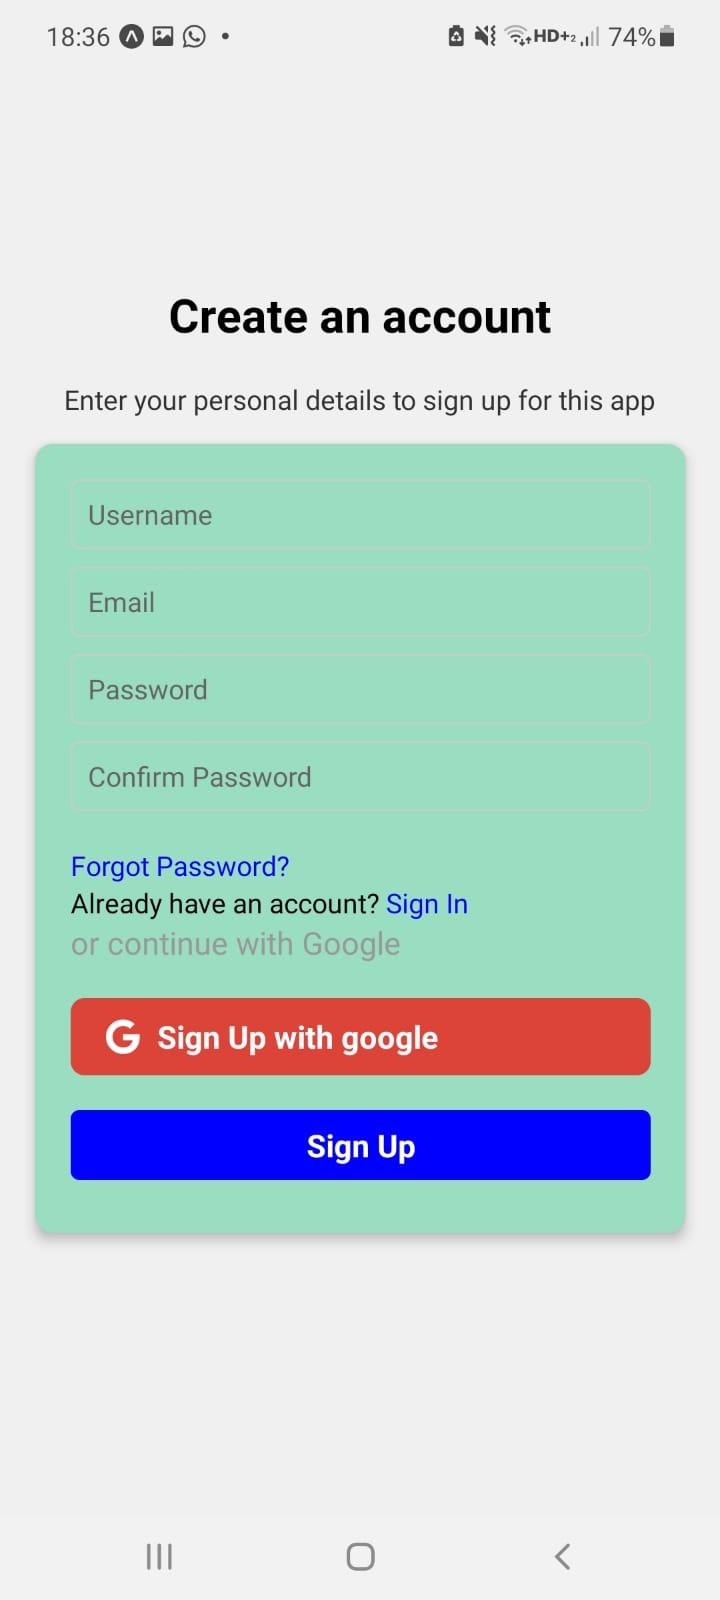 18:36
HD+2 74%
Create an account
Enter your personal details to sign up for this app
Username
Email
Password
Confirm Password
Forgot Password?
Already have an account? Sign In
or continue with Google
G Sign Up with google
Sign Up